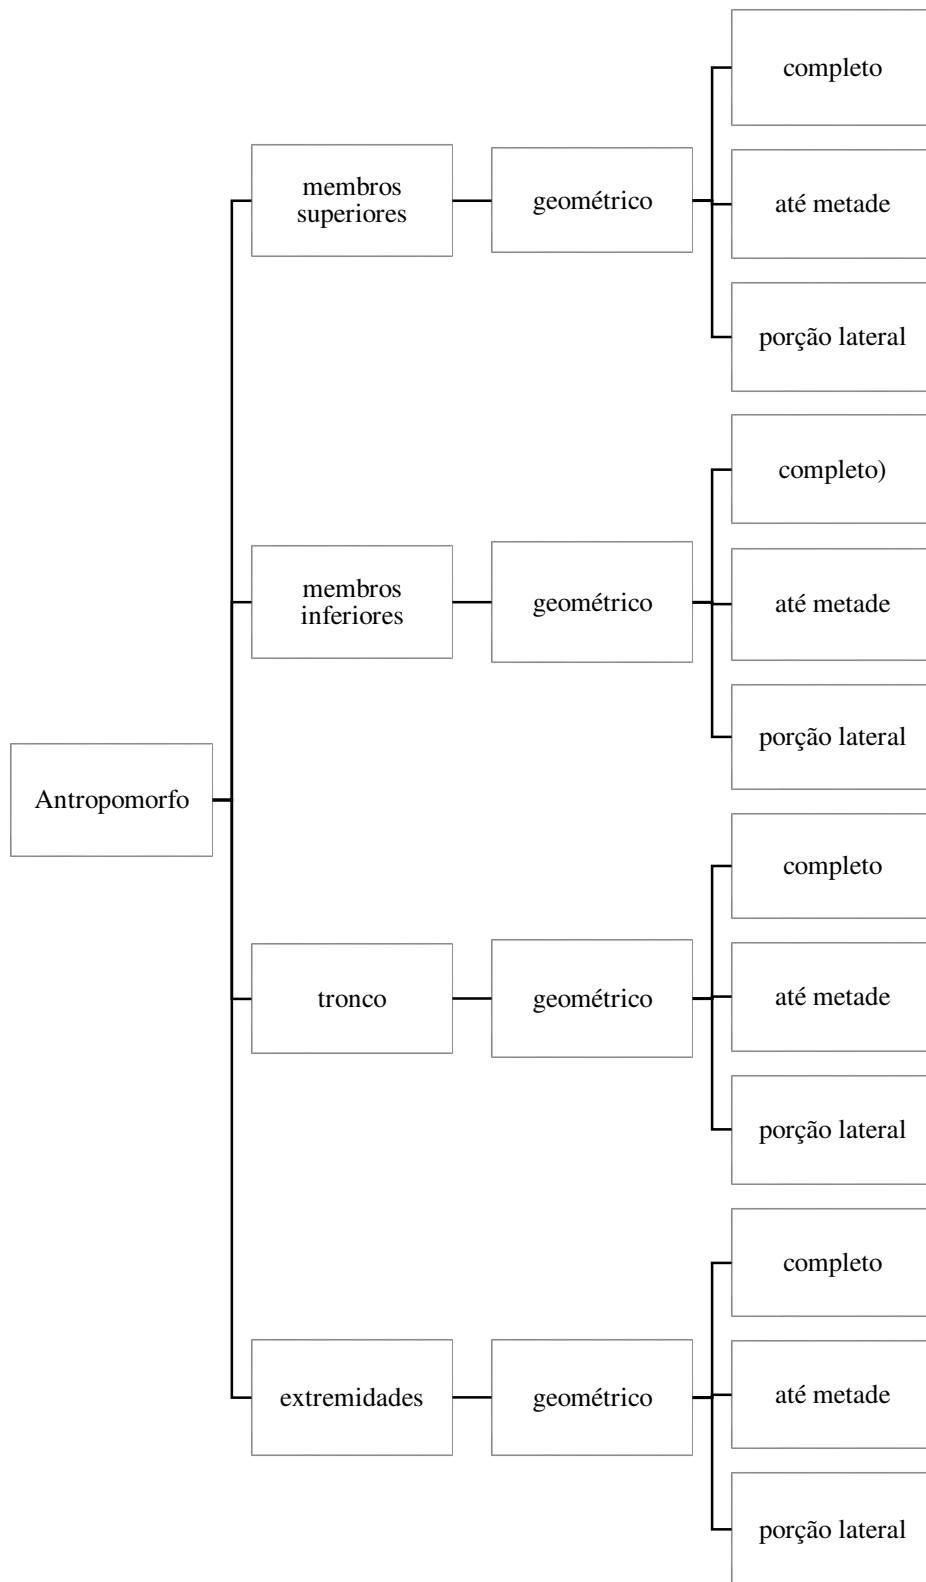 Antropomorfo
membros
superiores
geométrico
completo
até metade
porção lateral
membros
inferiores
geométrico
completo)
até metade
porção lateral
tronco
geométrico
completo
até metade
porção lateral
extremidades
geométrico
completo
até metade
porção lateral